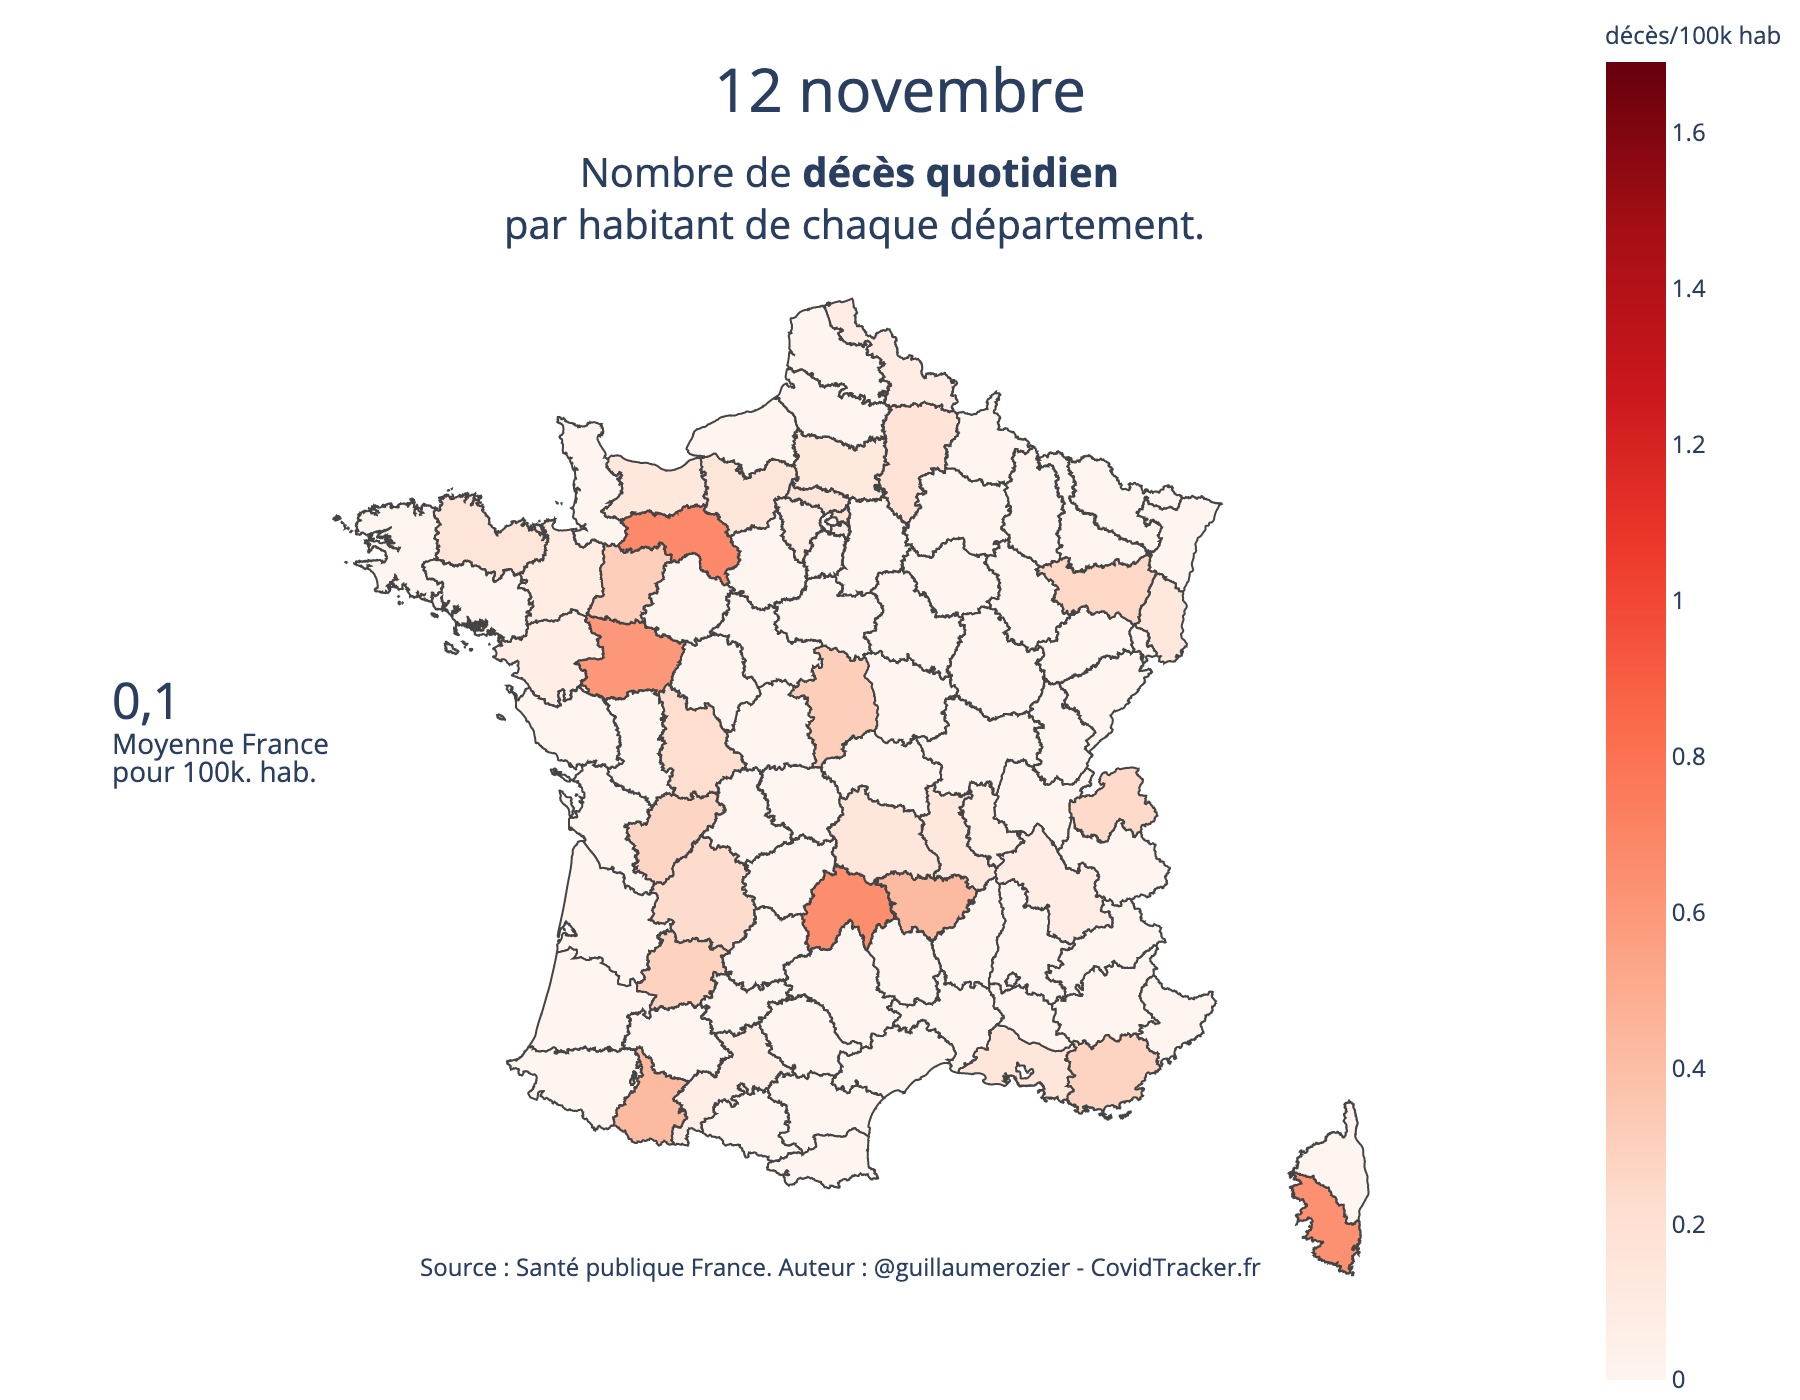 décès/100k hab
12 novembre
Nombre de décès quotidien
par habitant de chaque département.
1.6
1.4
1.2
1
0.8
0.6
0.4
0.2
0
0,1
Moyenne France
pour 100k. hab.
Source : Santé publique France. Auteur : @guillaumerozier - CovidTracker.fr